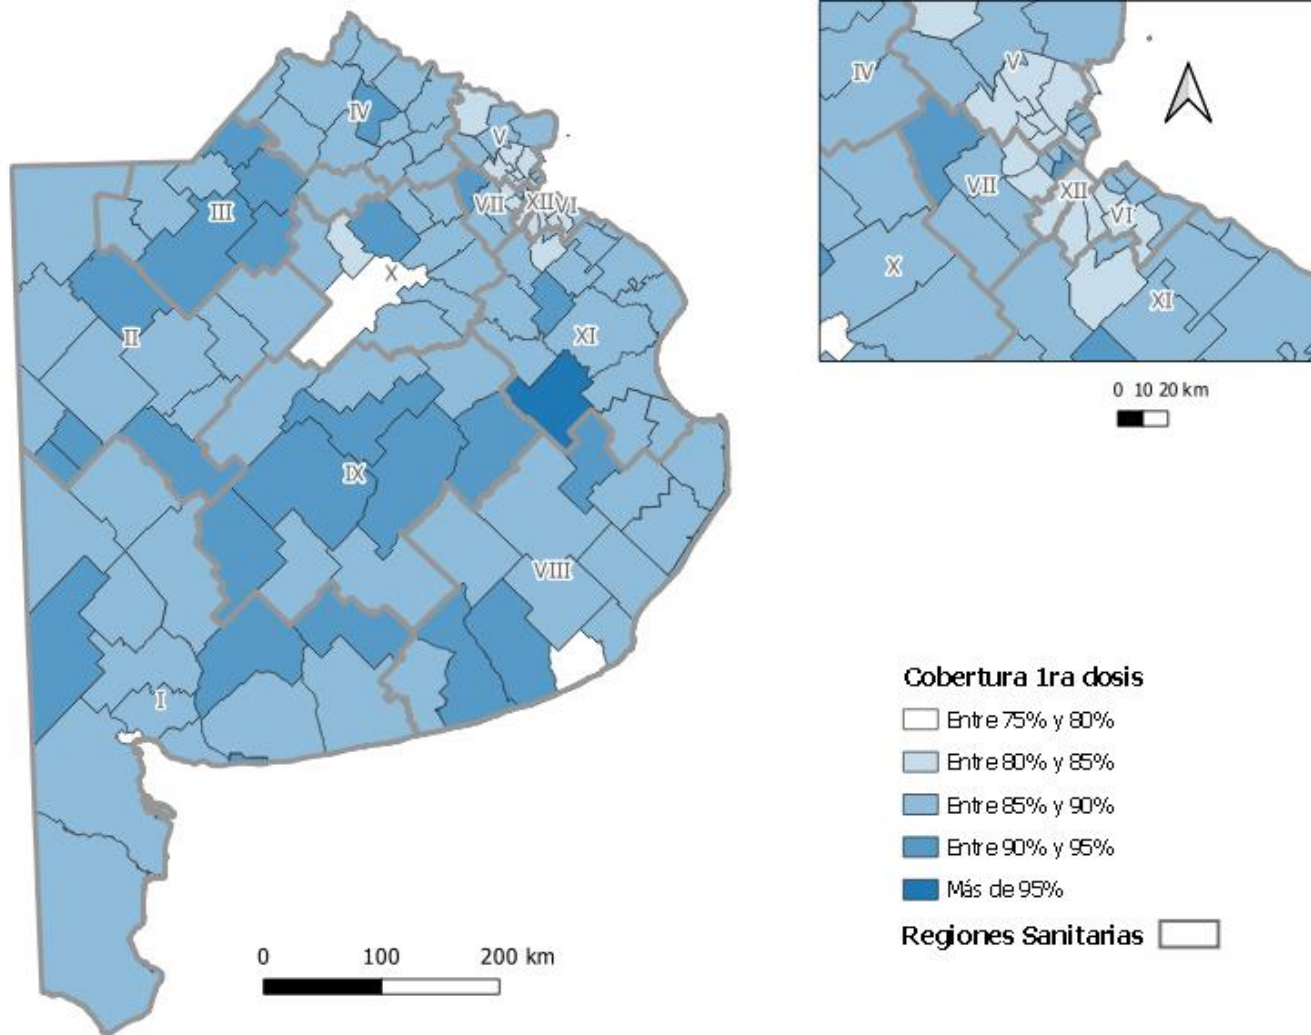 IV
V
III
VII
XII
VI
X
II
XI
IX
VIII
I
0 100 200 km
IV
V
VII
XII
VI
X
XI
0 10 20 km
Cobertura 1ra dosis
Entre 75% y 80%
Entre 80% y 85%
Entre 85% y 90%
Entre 90% y 95%
Más de 95%
Regiones Sanitarias